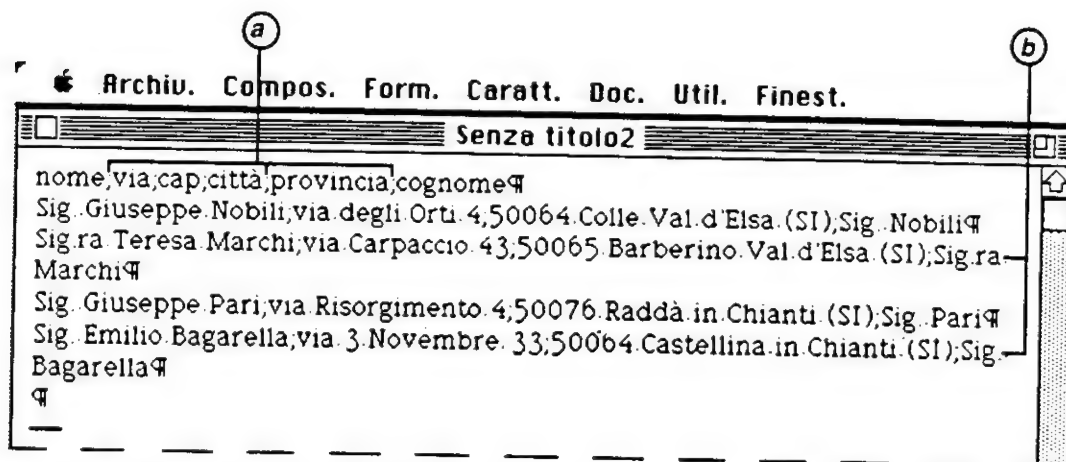 a
b
Archiv. Compos. Form. Caratt. Doc. Util. Finest.
Senza titolo2
nome;via;cap;città;provincia;cognome¶
Sig..Giuseppe.Nobili;via.degli.Orti.4;50064.Colle.Val.d'Elsa.(SI);Sig..Nobili¶
Sig.ra.Teresa.Marchi;via.Carpaccio.43;50065.Barberino.Val.d'Elsa.(SI);Sig.ra.
Marchi¶
Sig..Giuseppe.Pari;via.Risorgimento.4;50076.Raddà.in.Chianti.(SI);Sig..Pari¶
Sig..Emilio.Bagarella;via.3.Novembre.33;50064.Castellina.in.Chianti.(SI);Sig..
Bagarella¶
¶